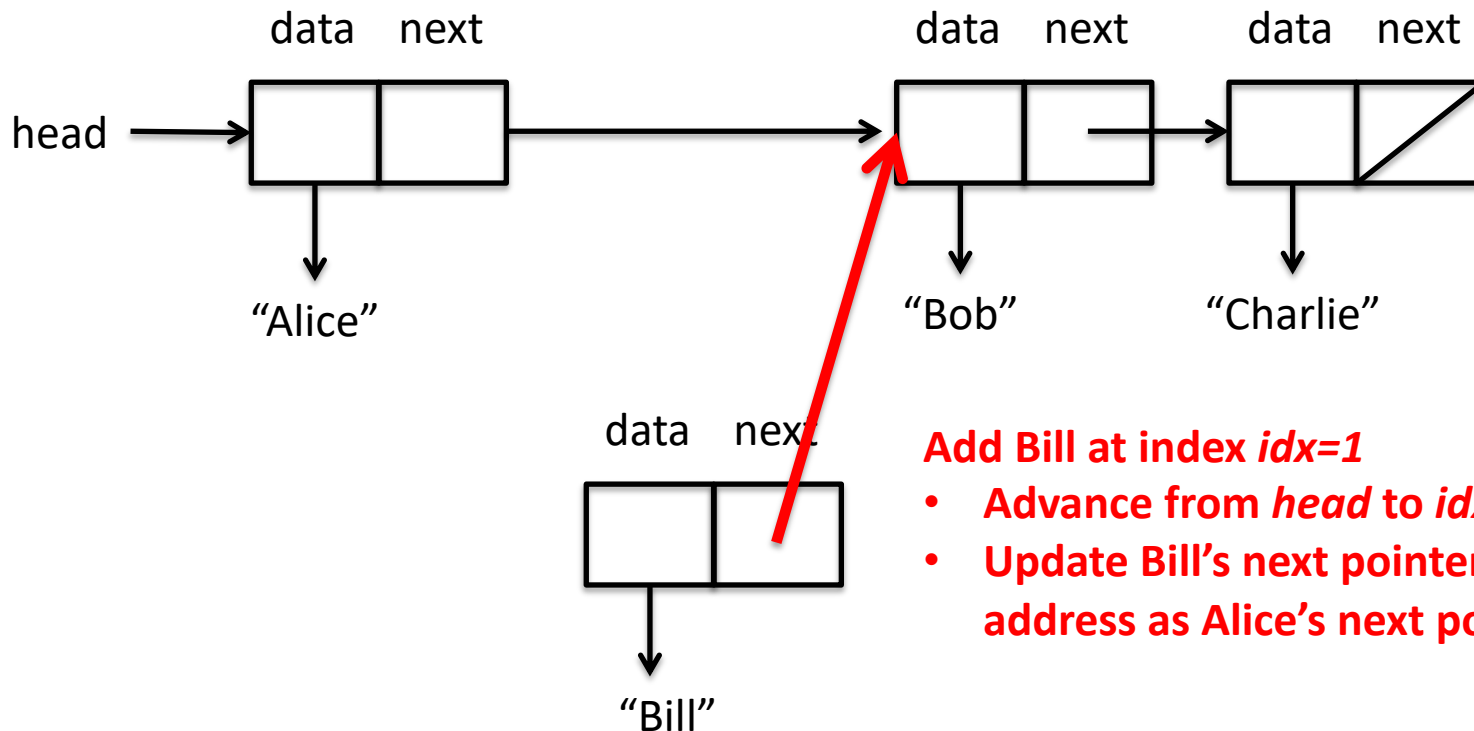 data next data next data next
head
“Alice” “Bob” “Charlie”
data next
Add Bill at index idx=1
• Advance from head to
• Update Bill’s next
address as Alice’s next
“Bill”